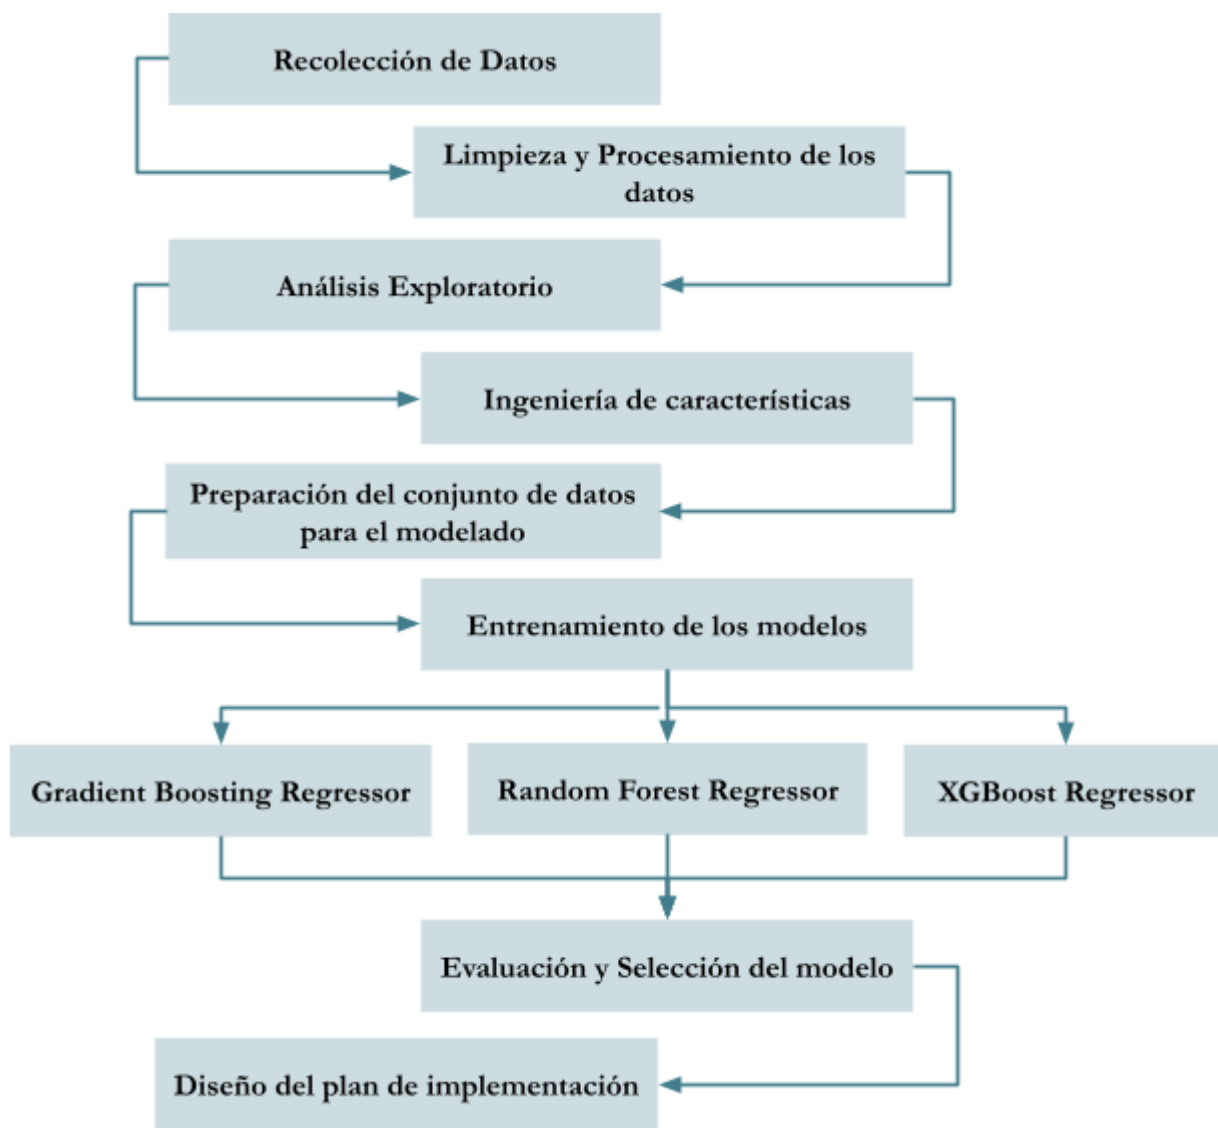 Recolección de Datos
Limpieza y Procesamiento de los
datos
Análisis Exploratorio
Ingeniería de características
Preparación del conjunto de datos
para el modelado
Entrenamiento de los modelos
Gradient Boosting Regressor
Random Forest Regressor
XGBoost Regressor
Evaluación y Selección del modelo
Diseño del plan de implementación